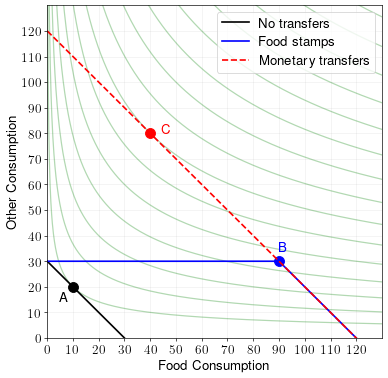 No transfers
Food stamps
Monetary transfers
120
110
100
90
80
70
60
50
40
30
20
10
0
Other Consumption
C
B
A
0 10 20 30 40 50 60 70 80 90 100 110 120
Food Consumption